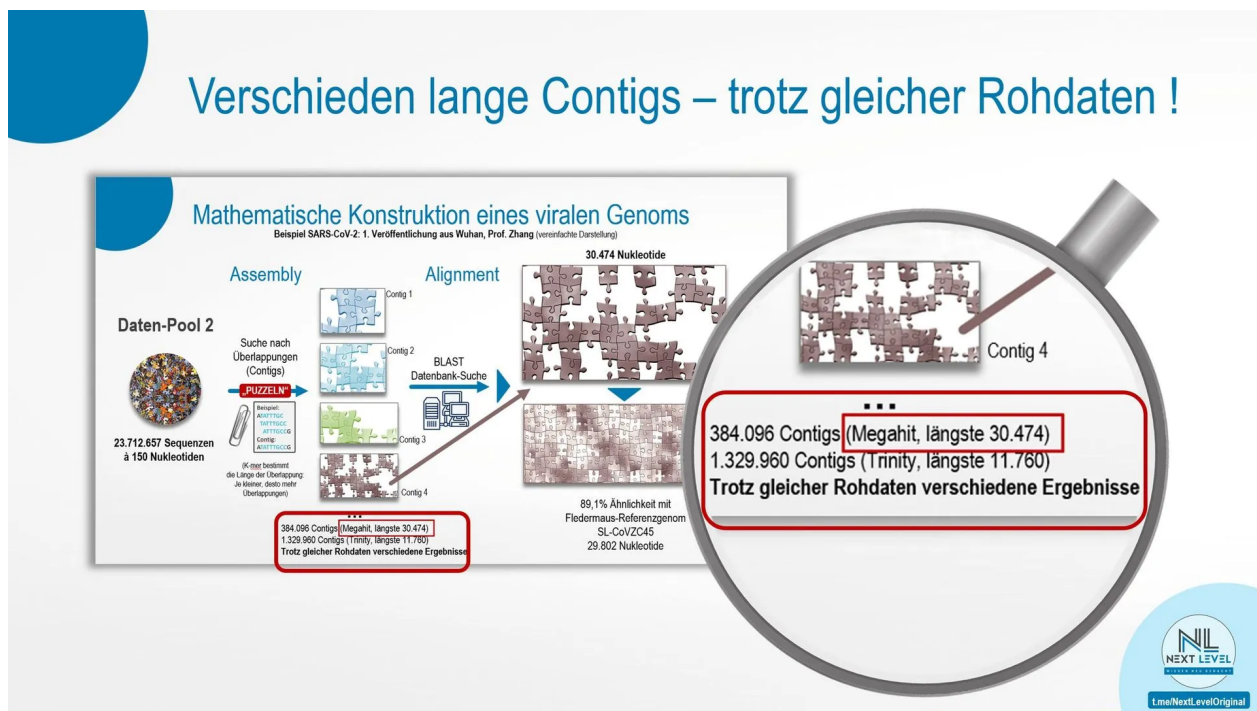 Verschieden lange Contigs – trotz gleicher Rohdaten !
Mathematische Konstruktion eines viralen Genoms
Beispiel SARS-CoV-2: 1. Veröffentlichung aus Wuhan, Prof. Zhang (vereinfachte Darstellung)
Assembly
Alignment
30.474 Nukleotide
Daten-Pool 2
23.712.657 Sequenzen
à 150 Nukleotiden
Suche nach
Überlappungen
(Contigs)
„PUZZELN"
Beispiel:
ATATTTGC
TATTTGCC
ATTTGCCG
Contig:
ATATTTGCCG
(K-mer bestimmt
die Länge der Überlappung:
Je kleiner, desto mehr
Überlappungen)
Contig 1
Contig 2
Contig 3
Contig 4
...
384.096 Contigs (Megahit, längste 30.474)
1.329.960 Contigs (Trinity, längste 11.760)
Trotz gleicher Rohdaten verschiedene Ergebnisse
BLAST
Datenbank-Suche
89,1% Ähnlichkeit mit
Fledermaus-Referenzgenom
SL-CoVZC45
29.802 Nukleotide
Contig 4
...
384.096 Contigs (Megahit, längste 30.474)
1.329.960 Contigs (Trinity, längste 11.760)
Trotz gleicher Rohdaten verschiedene Ergebnisse
NL
NEXT LEVEL
t.me/NextLevelOriginal